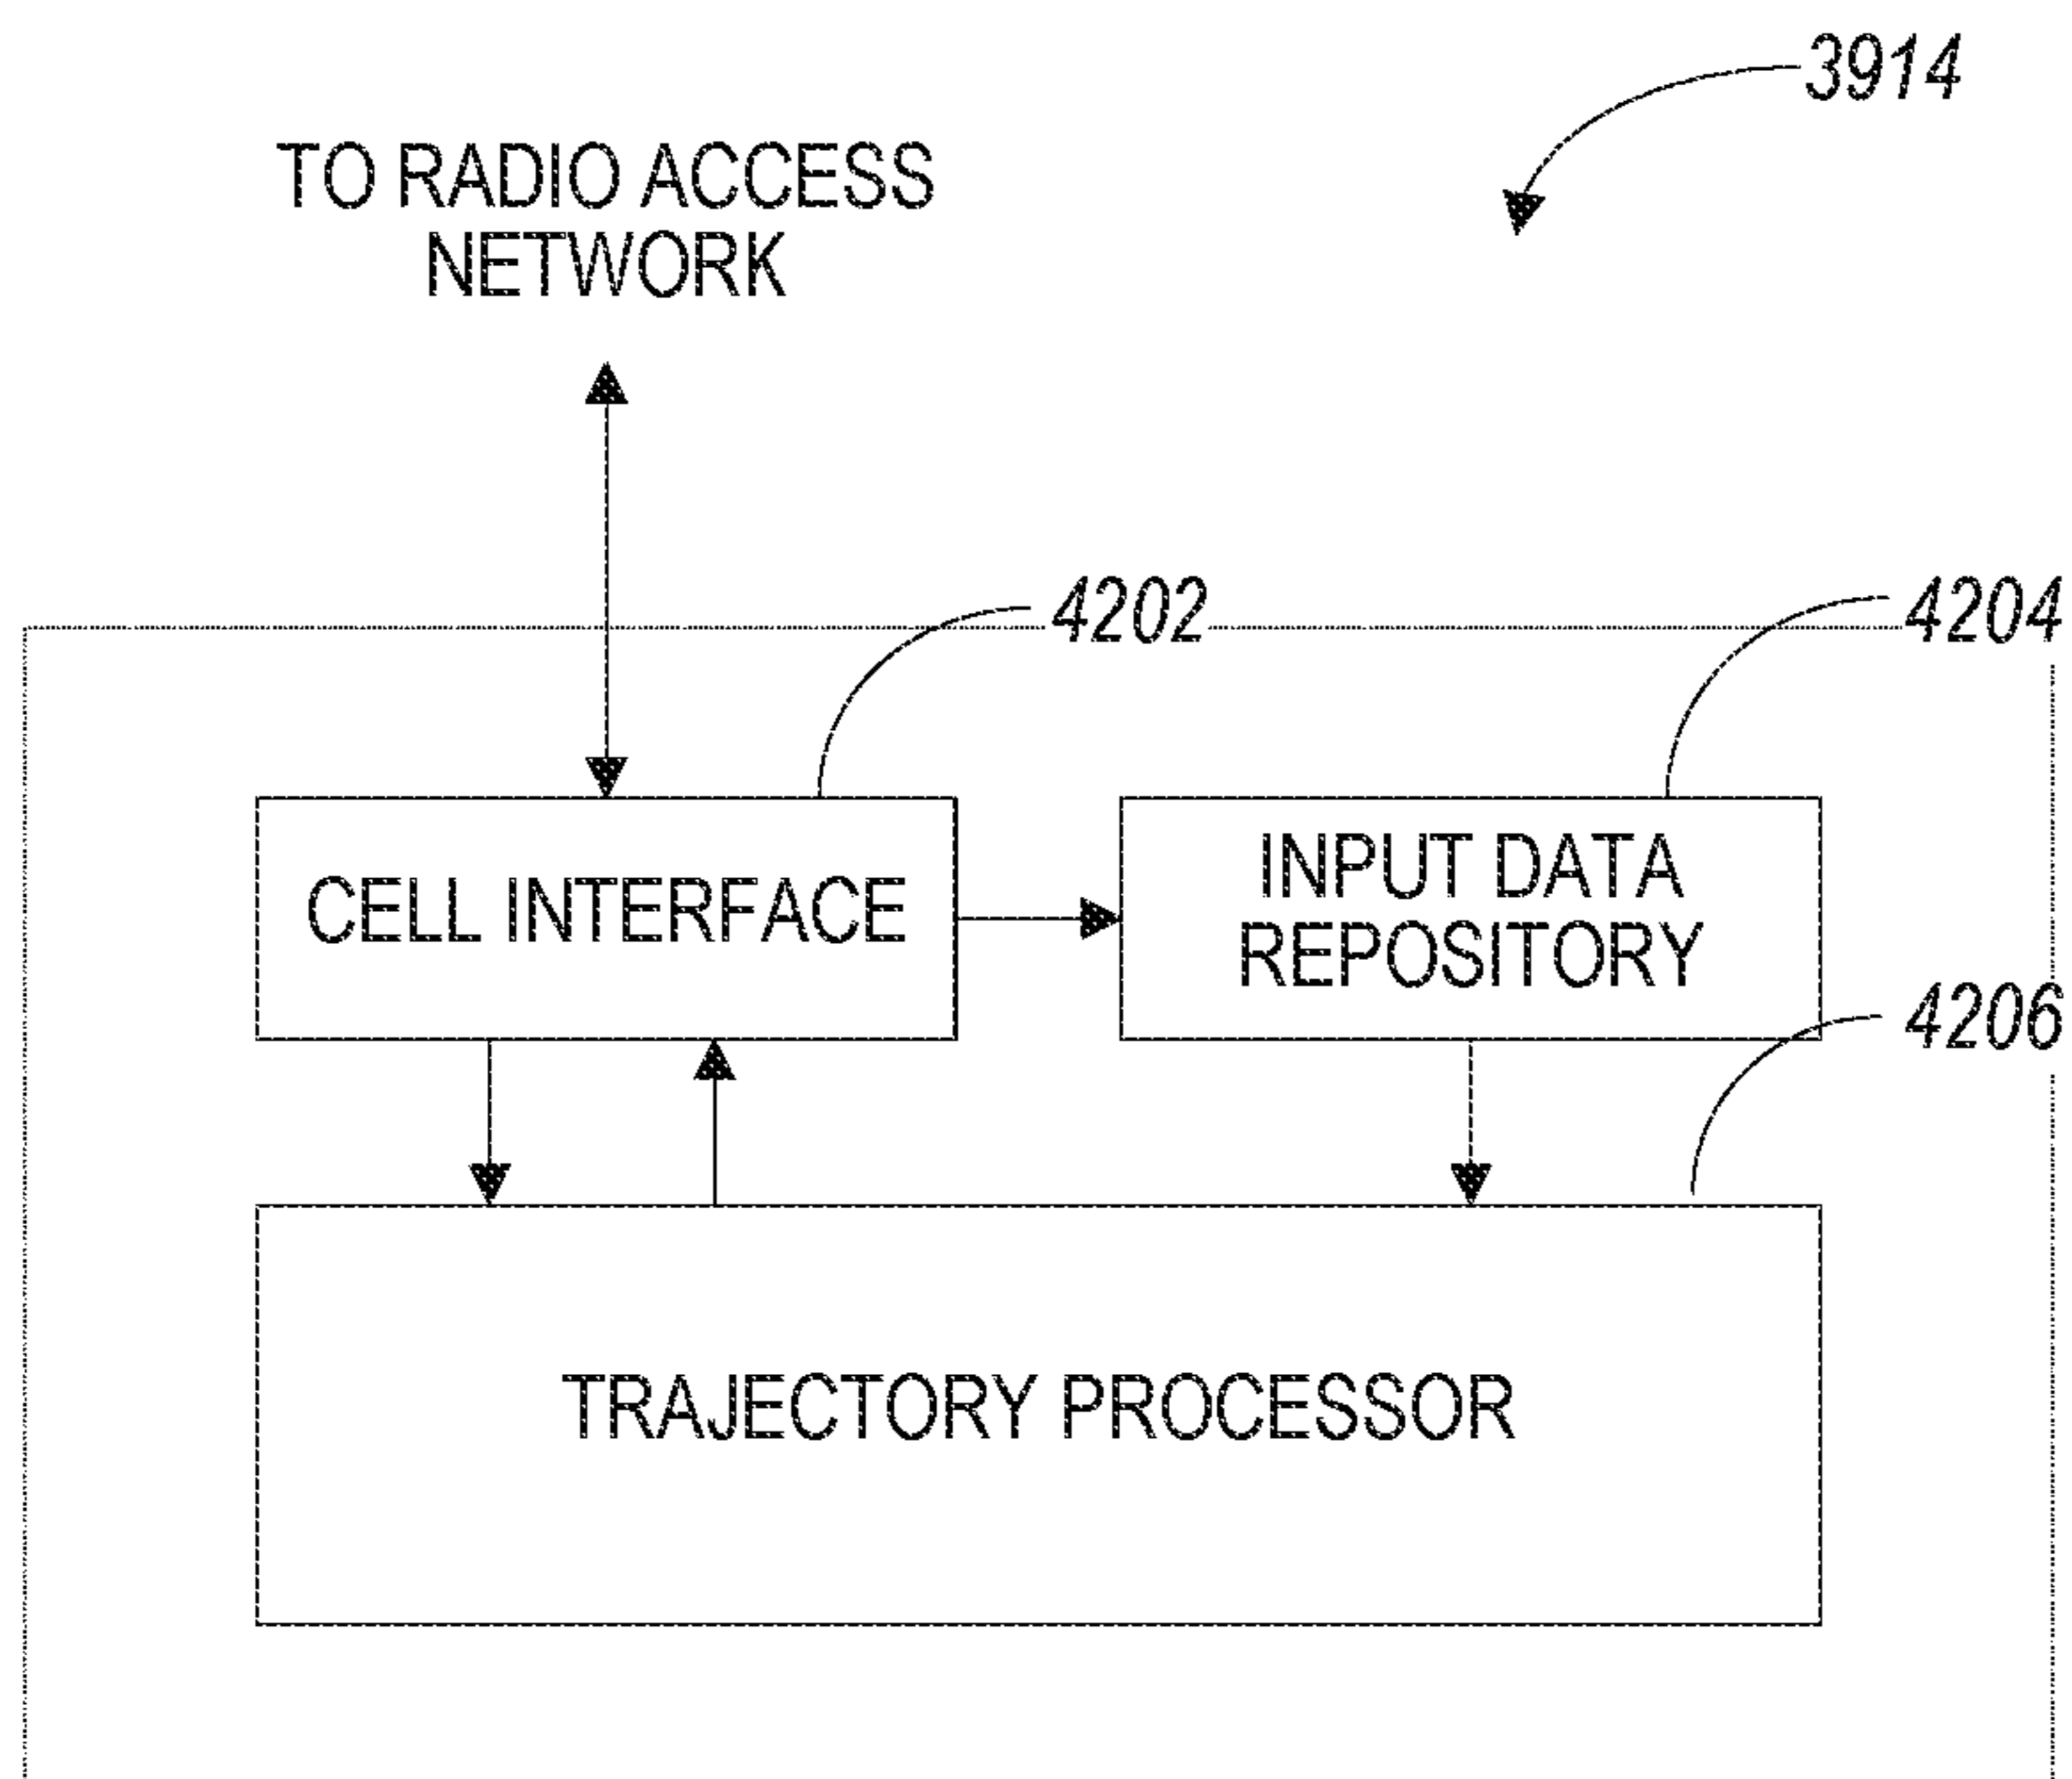 3914
TO RADIO ACCESS
NETWORK
4202
4204
CELL INTERFACE
INPUT DATA
REPOSITORY
4206
TRAJECTORY PROCESSOR